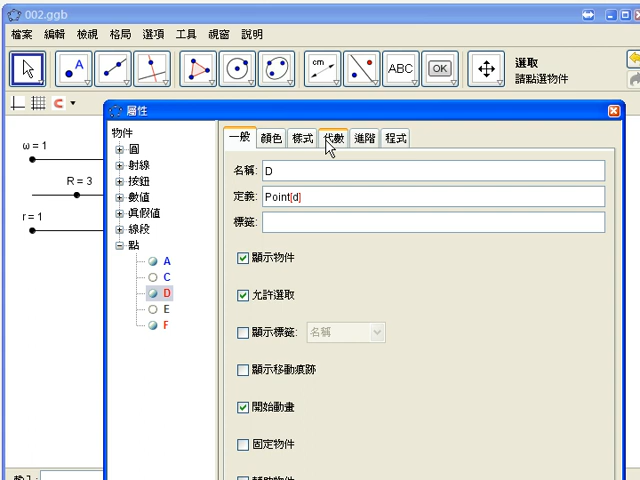 002.ggb
檔案 編輯 檢視 格局 選項 工具 視窗 說明
A
cm
ABC
OK
選取
請點選物件
屬性
ω = 1
R = 3
r = 1
物件
圓
射線
按鈕
數值
真假值
線段
點
A
C
D
E
F
一般 顏色 樣式 代數 進階 程式
名稱: D
定義: Point[d]
標籤:
顯示物件
允許選取
顯示標籤: 名稱
顯示移動痕跡
開始動畫
固定物件